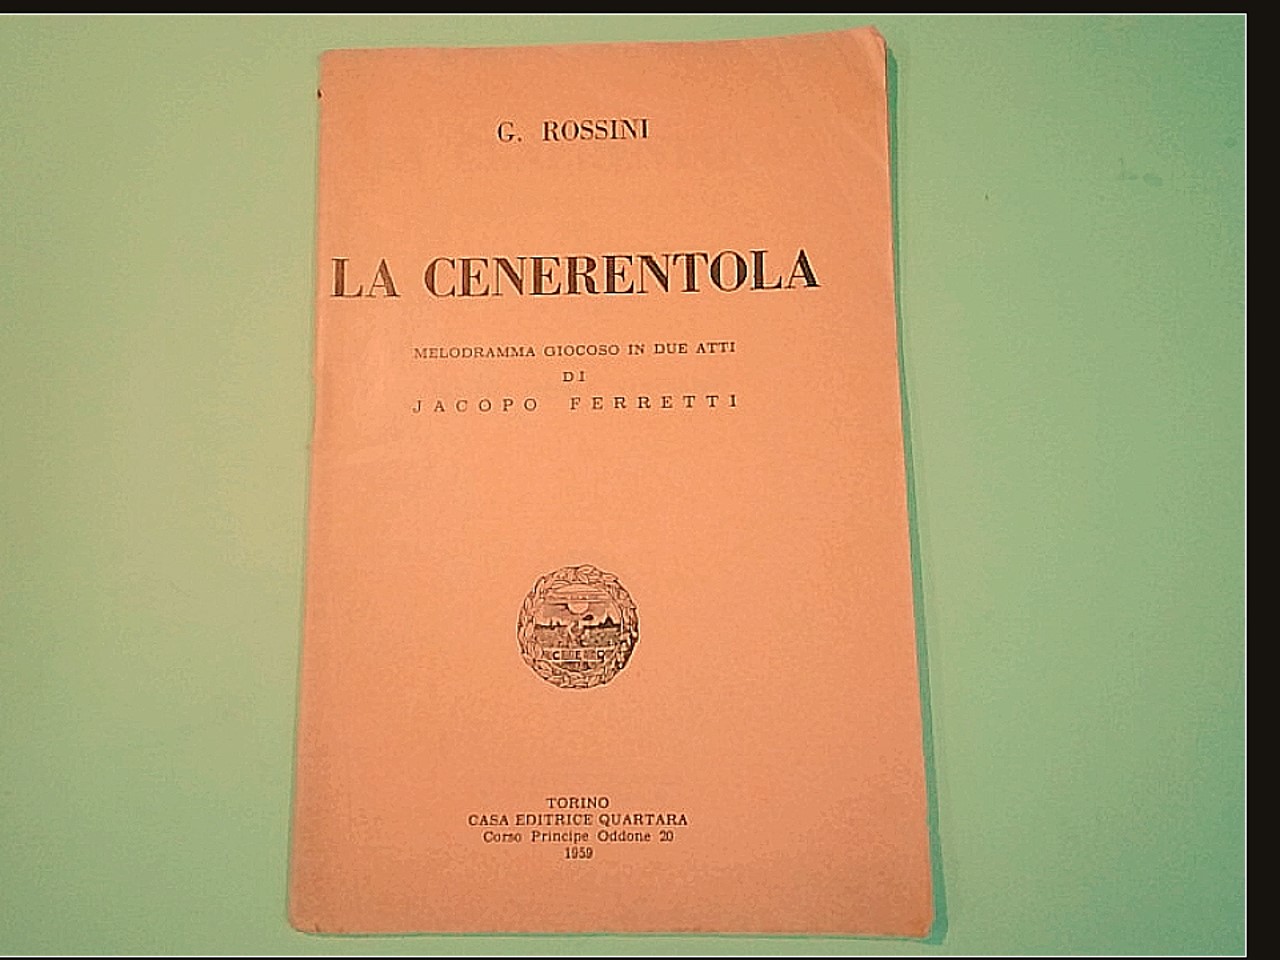 G. ROSSINI
LA CENERENTOLA
MELODRAMMA GIOCOSO IN DUE ATTI
DI
JACOPO FERRETTI
TORINO
CASA EDITRICE QUARTARA
Corso Principe Oddone 20
1959